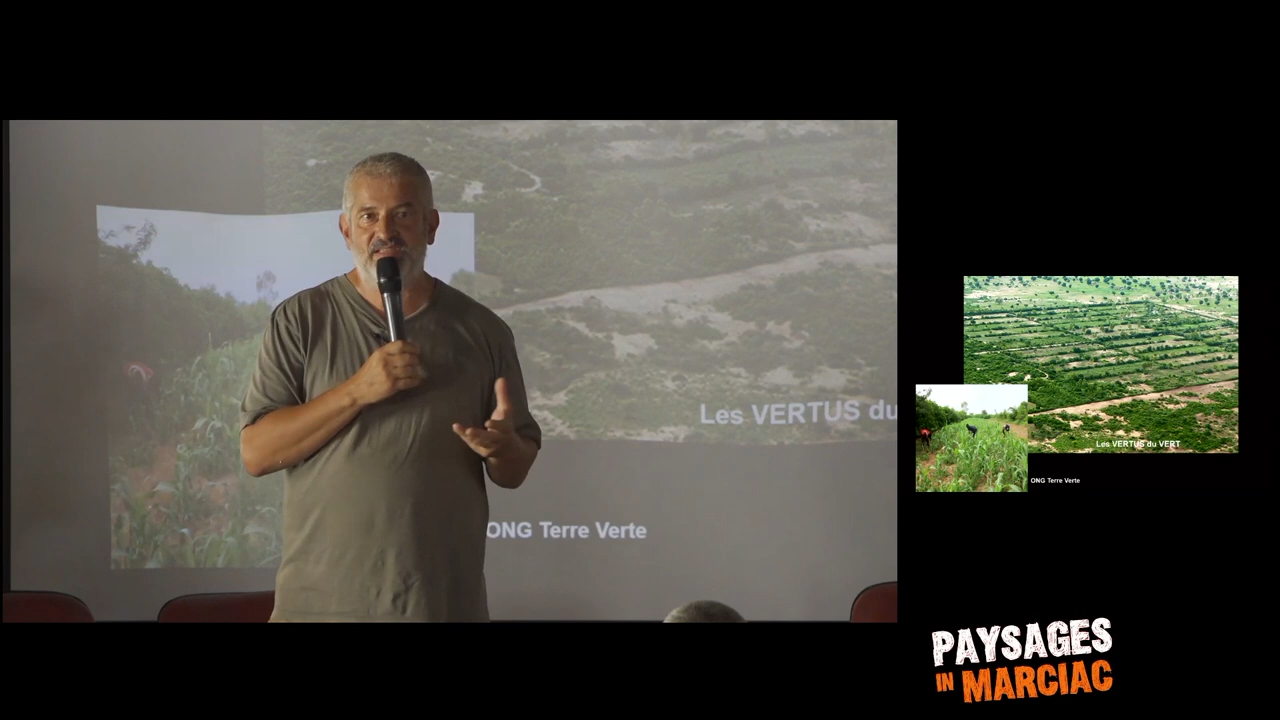 Les VERTUS du
ONG Terre Verte
Les VERTUS du VERT
ONG Terre Verte
PAYSAGES
IN MARCIAC